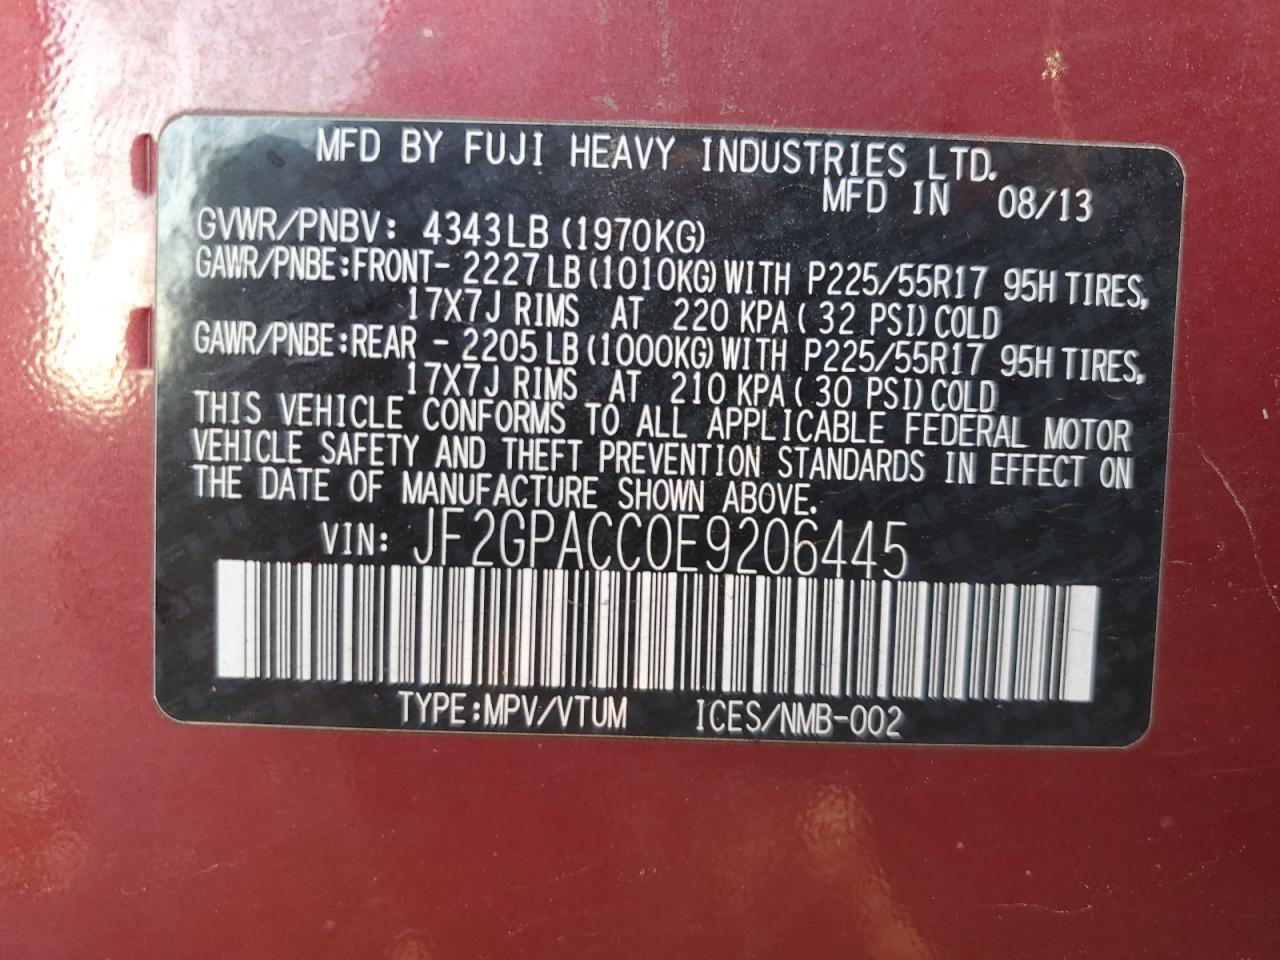 MFD BY FUJI HEAVY INDUSTRIES LTD.
MFD IN 08/13
GVWR/PNBV: 4343LB (1970KG)
GAWR/PNBE:FRONT- 2227LB (1010KG) WITH P225/55R17 95H TIRES,
17X7J RIMS AT 220 KPA ( 32 PSI) COLD
GAWR/PNBE:REAR - 2205LB (1000KG) WITH P225/55R17 95H TIRES,
17X7J RIMS AT 210 KPA ( 30 PSI) COLD
THIS VEHICLE CONFORMS TO ALL APPLICABLE FEDERAL MOTOR
VEHICLE SAFETY AND THEFT PREVENTION STANDARDS IN EFFECT ON
THE DATE OF MANUFACTURE SHOWN ABOVE.
VIN: JF2GPACC0E9206445
TYPE:MPV/VTUM ICES/NMB-002